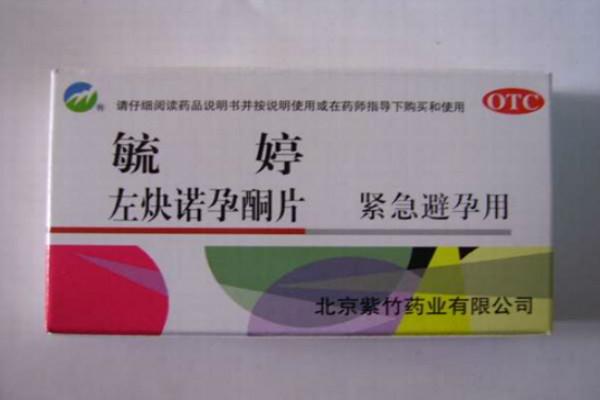 请仔细阅读药品说明书并按说明使用或在药师指导下购买和使用
OTC
毓婷
左炔诺孕酮片 紧急避孕用
北京紫竹药业有限公司